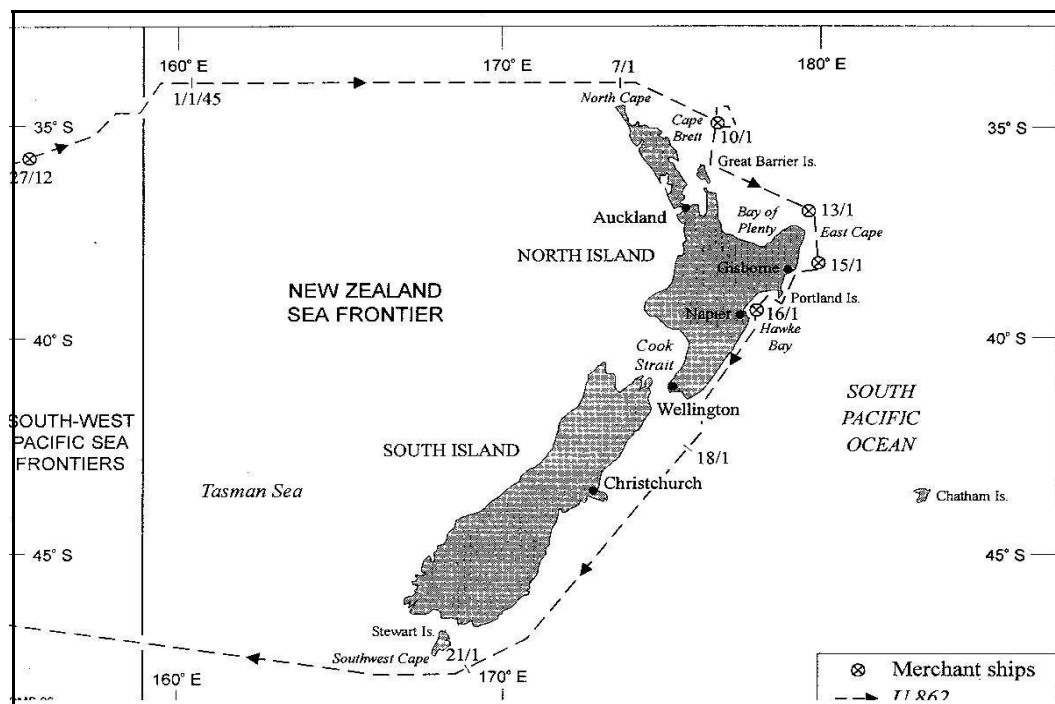 160° E
170° E
7/1
180° E
1/1/45
North Cape
35° S
Cape
Brett
10/1
35° S
27/12
Great Barrier Is.
Auckland
Bay of
Plenty
13/1
East Cape
NORTH ISLAND
Gisborne
15/1
NEW ZEALAND
SEA FRONTIER
Portland Is.
Napier
16/1
Hawke
Bay
40° S
Cook
Strait
40° S
Wellington
SOUTH
PACIFIC
OCEAN
SOUTH-WEST
PACIFIC SEA
FRONTIERS
SOUTH ISLAND
18/1
Tasman Sea
Christchurch
Chatham Is.
45° S
45° S
Stewart Is.
Southwest Cape
21/1
160° E
170° E
180° E
Merchant ships
U 862